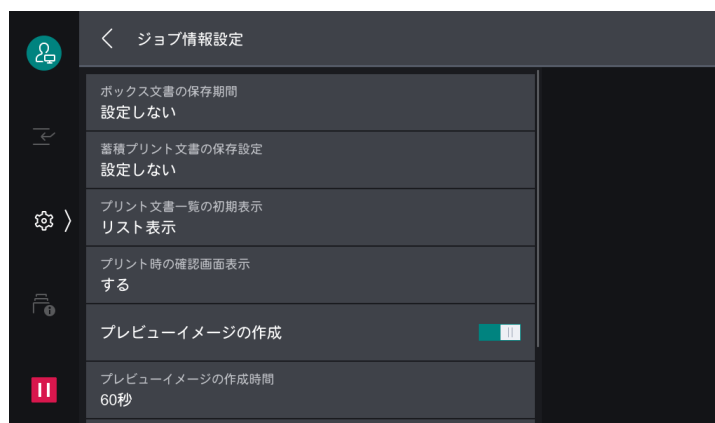 ジョブ情報設定
ボックス文書の保存期間
設定しない
蓄積プリント文書の保存設定
設定しない
プリント文書一覧の初期表示
リスト表示
プリント時の確認画面表示
する
プレビューイメージの作成
プレビューイメージの作成時間
60秒